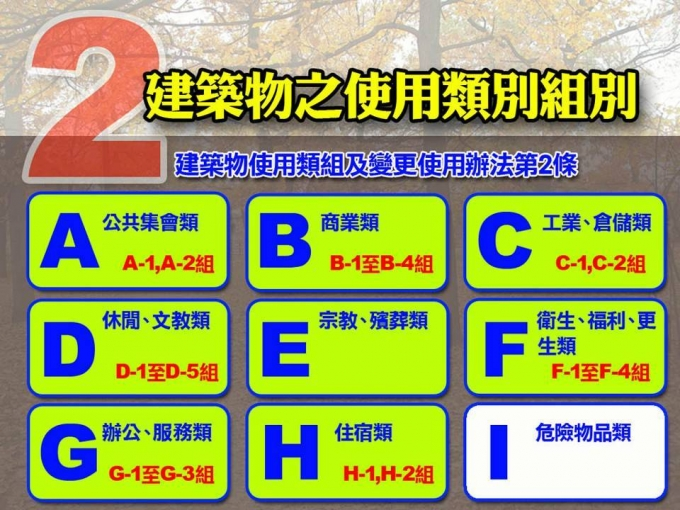 2
建築物之使用類別組別
建築物使用類組及變更使用辦法第2條
A
公共集會類
A-1,A-2組
B
商業類
B-1至B-4組
C
工業、倉儲類
C-1,C-2組
D
休閒、文教類
D-1至D-5組
E
宗教、殯葬類
F
衛生、福利、更
生類
F-1至F-4組
G
辦公、服務類
G-1至G-3組
H
住宿類
H-1,H-2組
I
危險物品類